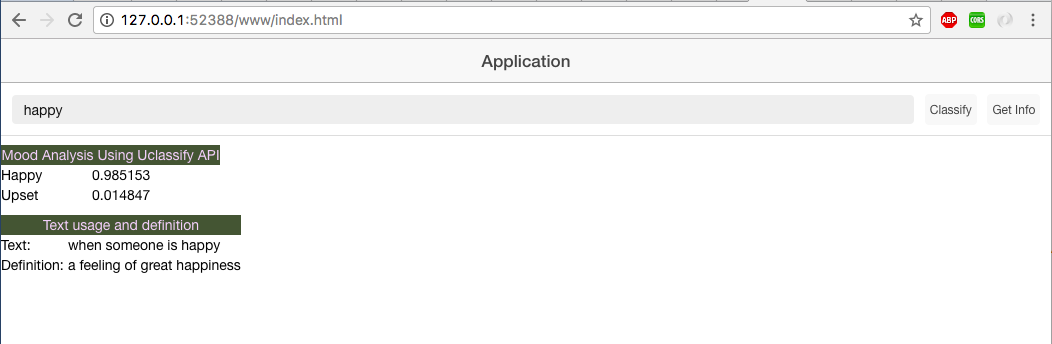 127.0.0.1:52388/www/index.html
ABP
CORS
Application
happy Classify Get Info
Mood Analysis Using Uclassify API
Happy 0.985153
Upset 0.014847
Text usage and definition
Text: when someone is happy
Definition: a feeling of great happiness